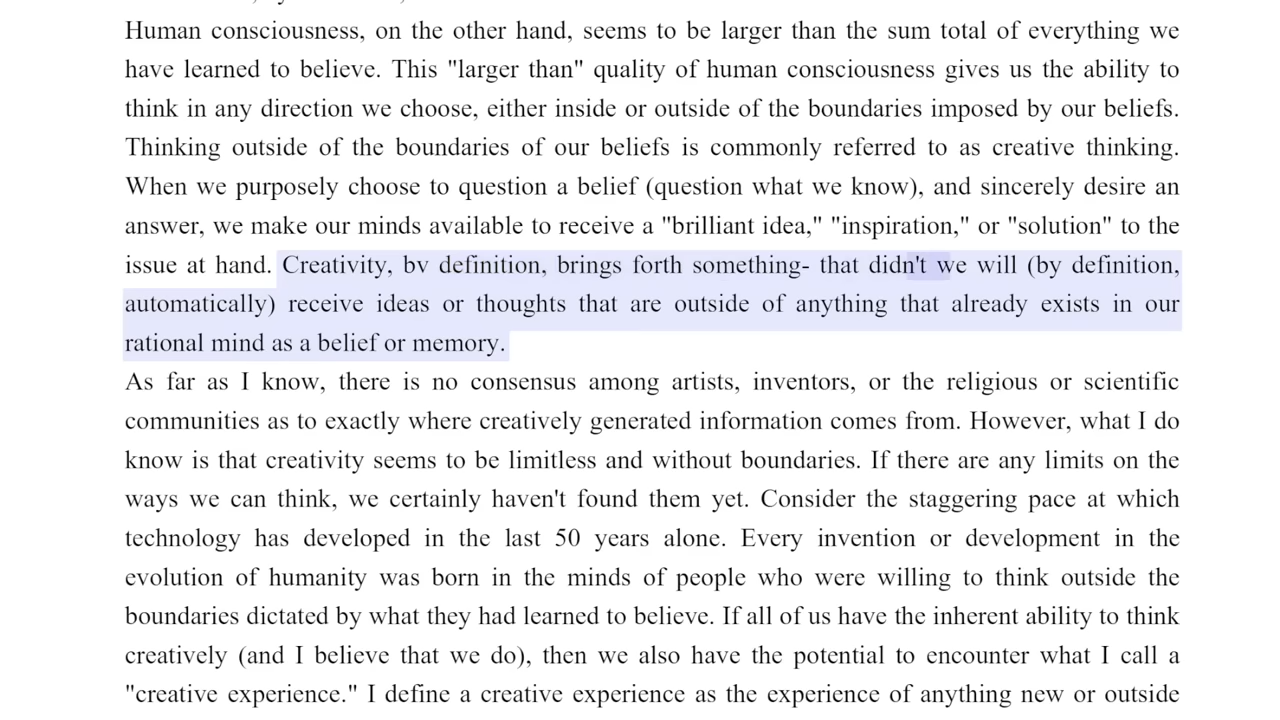 Human consciousness, on the other hand, seems to be larger than the sum total of everything we
have learned to believe. This "larger than" quality of human consciousness gives us the ability to
think in any direction we choose, either inside or outside of the boundaries imposed by our beliefs.
Thinking outside of the boundaries of our beliefs is commonly referred to as creative thinking.
When we purposely choose to question a belief (question what we know), and sincerely desire an
answer, we make our minds available to receive a "brilliant idea," "inspiration," or "solution" to the
issue at hand. Creativity, bv definition, brings forth something- that didn't we will (by definition,
automatically) receive ideas or thoughts that are outside of anything that already exists in our
rational mind as a belief or memory.
As far as I know, there is no consensus among artists, inventors, or the religious or scientific
communities as to exactly where creatively generated information comes from. However, what I do
know is that creativity seems to be limitless and without boundaries. If there are any limits on the
ways we can think, we certainly haven't found them yet. Consider the staggering pace at which
technology has developed in the last 50 years alone. Every invention or development in the
evolution of humanity was born in the minds of people who were willing to think outside the
boundaries dictated by what they had learned to believe. If all of us have the inherent ability to think
creatively (and I believe that we do), then we also have the potential to encounter what I call a
"creative experience." I define a creative experience as the experience of anything new or outside